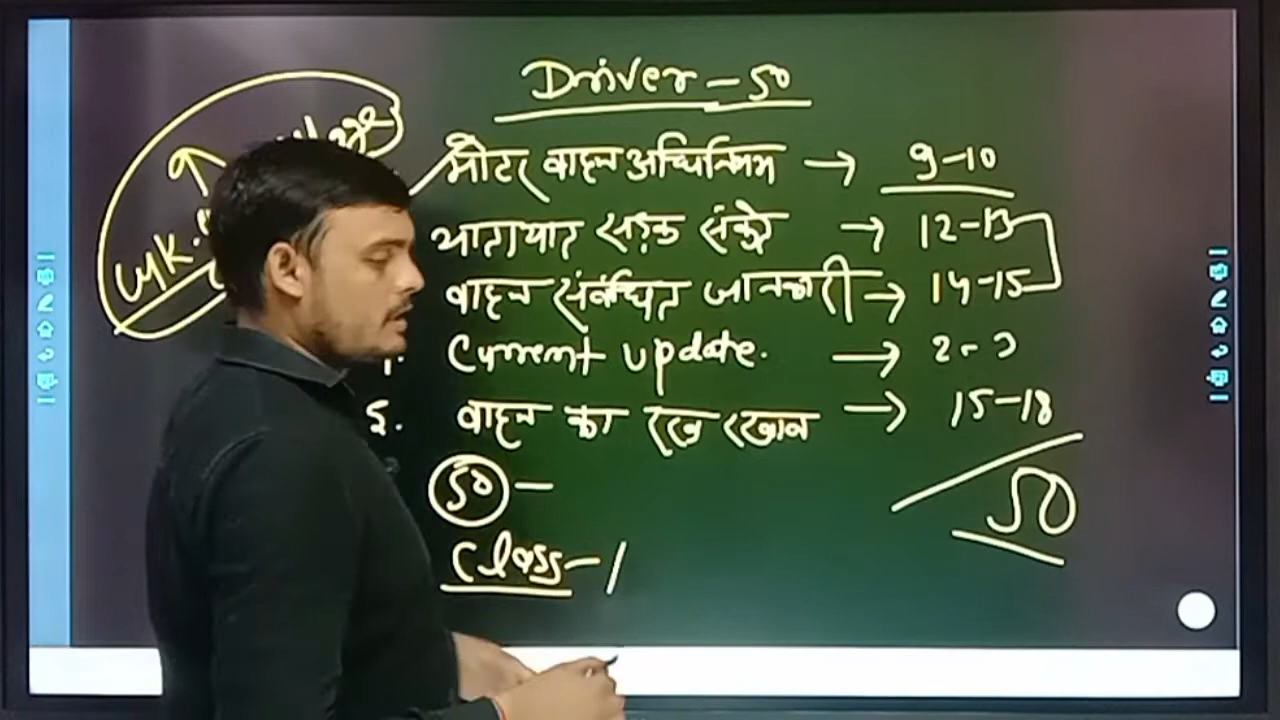 Driver - 50
मोटर वाहन अधिनियम → 9-10
यातायात सड़क संकेत → 12-13
वाहन संबंधित जानकारी → 14-15
Current update. → 2-3
5. वाहन का रख रखाव → 15-18
50 -
50
Class - 1
UK.